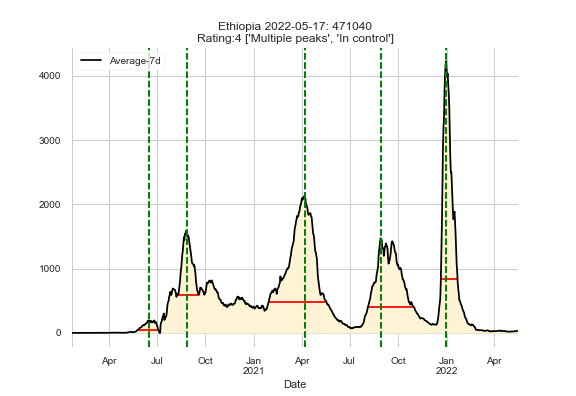 Ethiopia 2022-05-17: 471040
Rating:4 ['Multiple peaks', 'In control']
Average-7d
4000
3000
2000
1000
0
Apr Jul Oct Jan Apr Jul Oct Jan Apr
2021 2022
Date